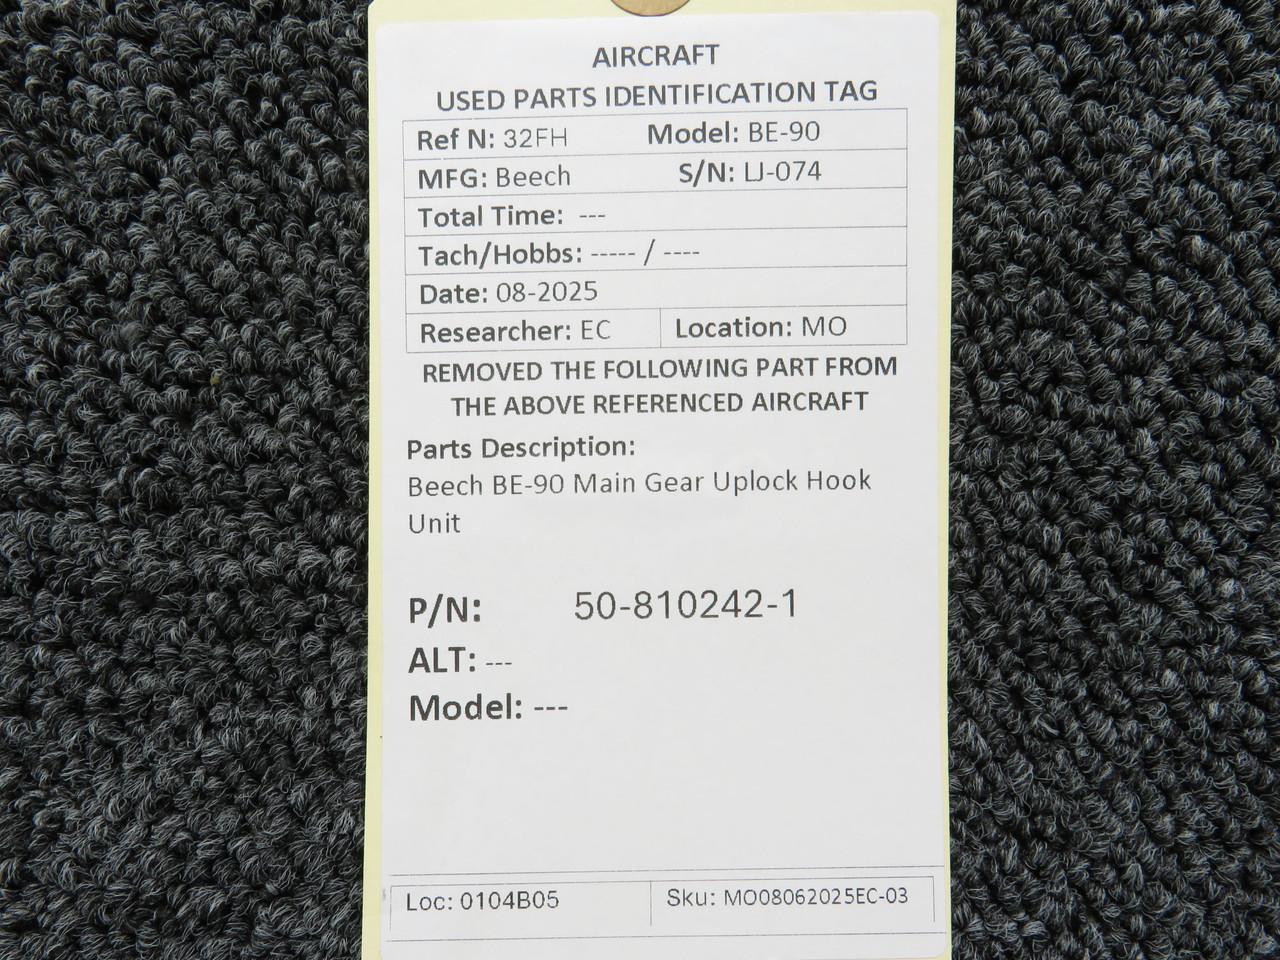 AIRCRAFT
USED PARTS IDENTIFICATION TAG
Ref N: 32FH Model: BE-90
MFG: Beech S/N: LJ-074
Total Time: ---
Tach/Hobbs: ----- / ----
Date: 08-2025
Researcher: EC Location: MO
REMOVED THE FOLLOWING PART FROM
THE ABOVE REFERENCED AIRCRAFT
Parts Description:
Beech BE-90 Main Gear Uplock Hook
Unit
P/N: 50-810242-1
ALT: ---
Model: ---
Loc: 0104B05 Sku: MO08062025EC-03